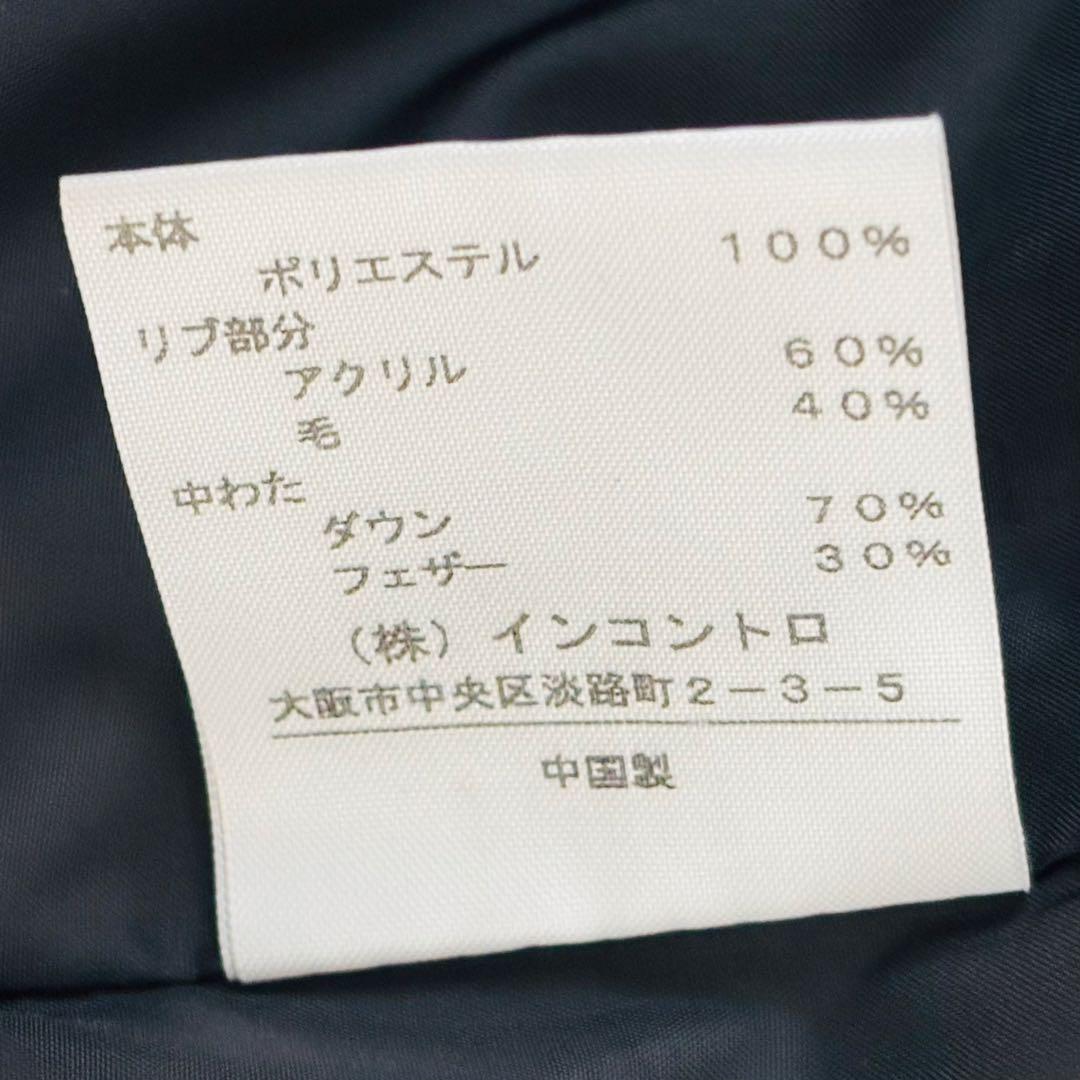 本体
ポリエステル 100%
リブ部分
アクリル 60%
毛 40%
中わた
ダウン 70%
フェザー 30%
(株)インコントロ
大阪市中央区淡路町2-3-5
中国製